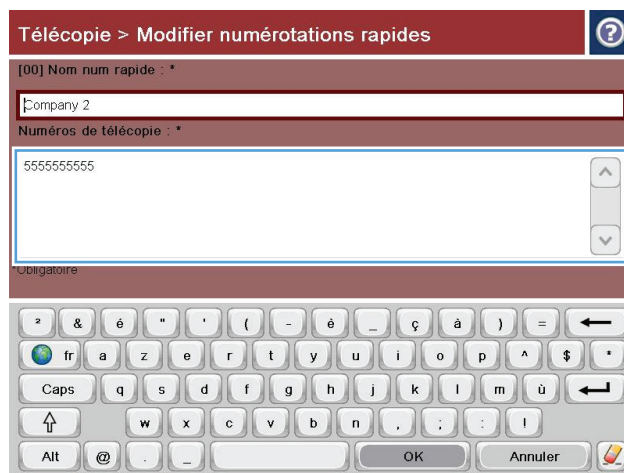 Télécopie > Modifier numérotations rapides
[00] Nom num rapide : *
Company 2
Numéros de télécopie : *
5555555555
*Obligatoire
² & é " ' ( - è _ ç à ) =
fr a z e r t y u i o p ^ $ *
Caps q s d f g h j k l m ù
w x c v b n , ; : !
Alt @ . _ OK Annuler